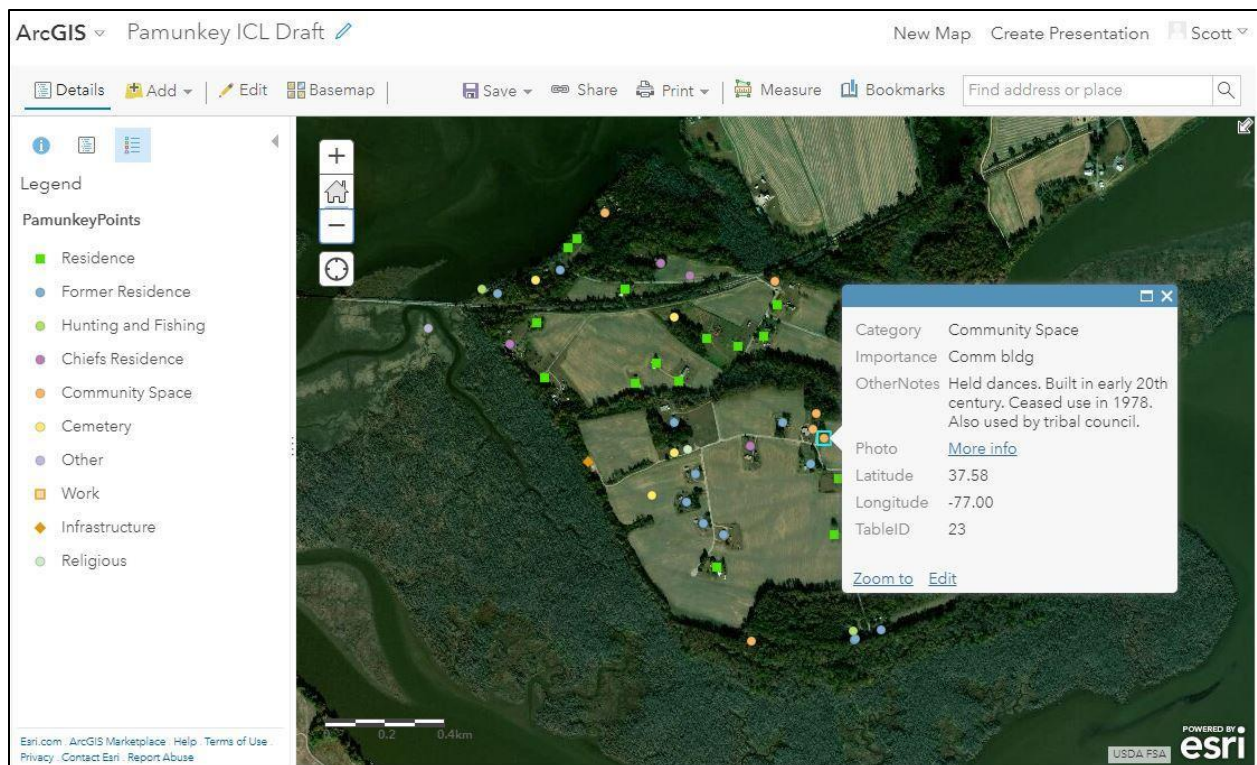 ArcGIS Pamunkey ICL Draft New Map Create Presentation Scott
Details Add Edit Basemap Save Share Print Measure Bookmarks Find address or place
Legend
PamunkeyPoints
Residence
Former Residence
Hunting and Fishing
Chiefs Residence
Community Space
Cemetery
Other
Work
Infrastructure
Religious
Esri.com . ArcGIS Marketplace . Help . Terms of Use .
Privacy . Contact Esri . Report Abuse
+
−
Category Community Space
Importance Comm bldg
OtherNotes Held dances. Built in early 20th
century. Ceased use in 1978.
Also used by tribal council.
Photo More info
Latitude 37.58
Longitude -77.00
TableID 23
Zoom to Edit
0 0.2 0.4km
USDA FSA
POWERED BY
esri